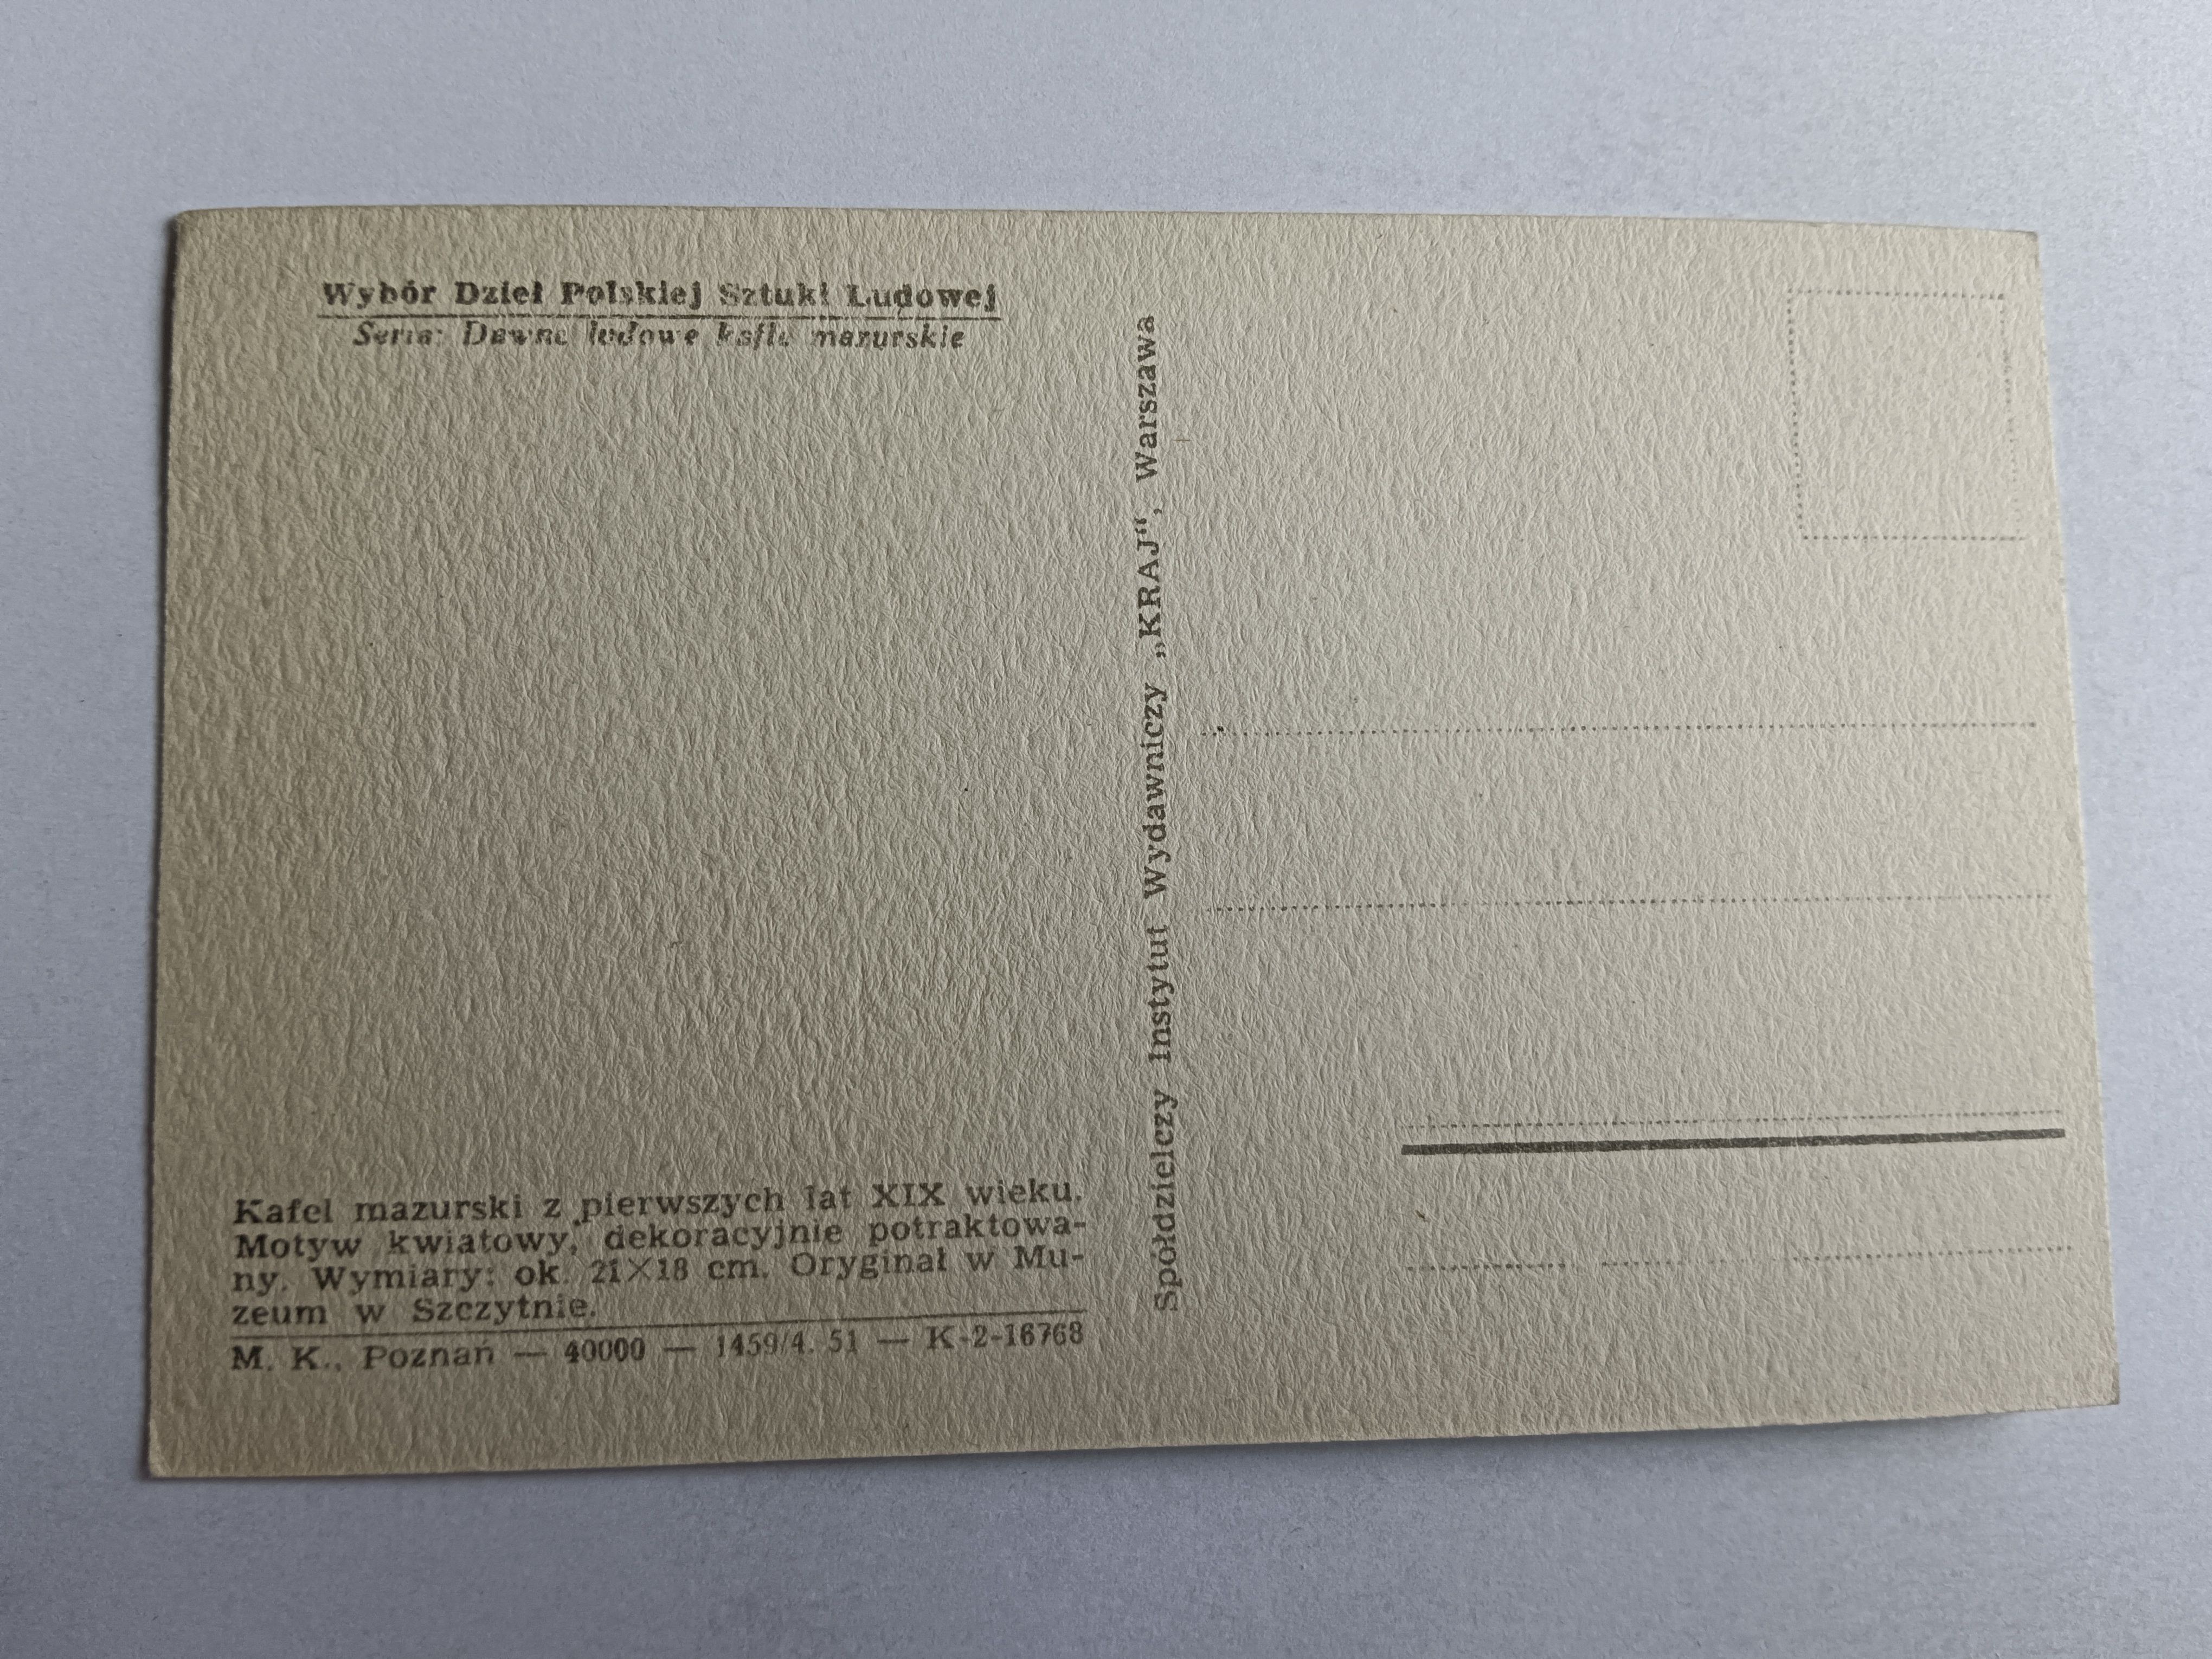 Wybór Dzieł Polskiej Sztuki Ludowej
Seria: Dawne ludowe kafle mazurskie
Kafel mazurski z pierwszych lat XIX wieku.
Motyw kwiatowy, dekoracyjnie potraktowa-
ny. Wymiary: ok. 21×18 cm. Oryginał w Mu-
zeum w Szczytnie.
M. K., Poznań — 40000 — 1459/4. 51 — K-2-16768
Spółdzielczy Instytut Wydawniczy „KRAJ“, Warszawa